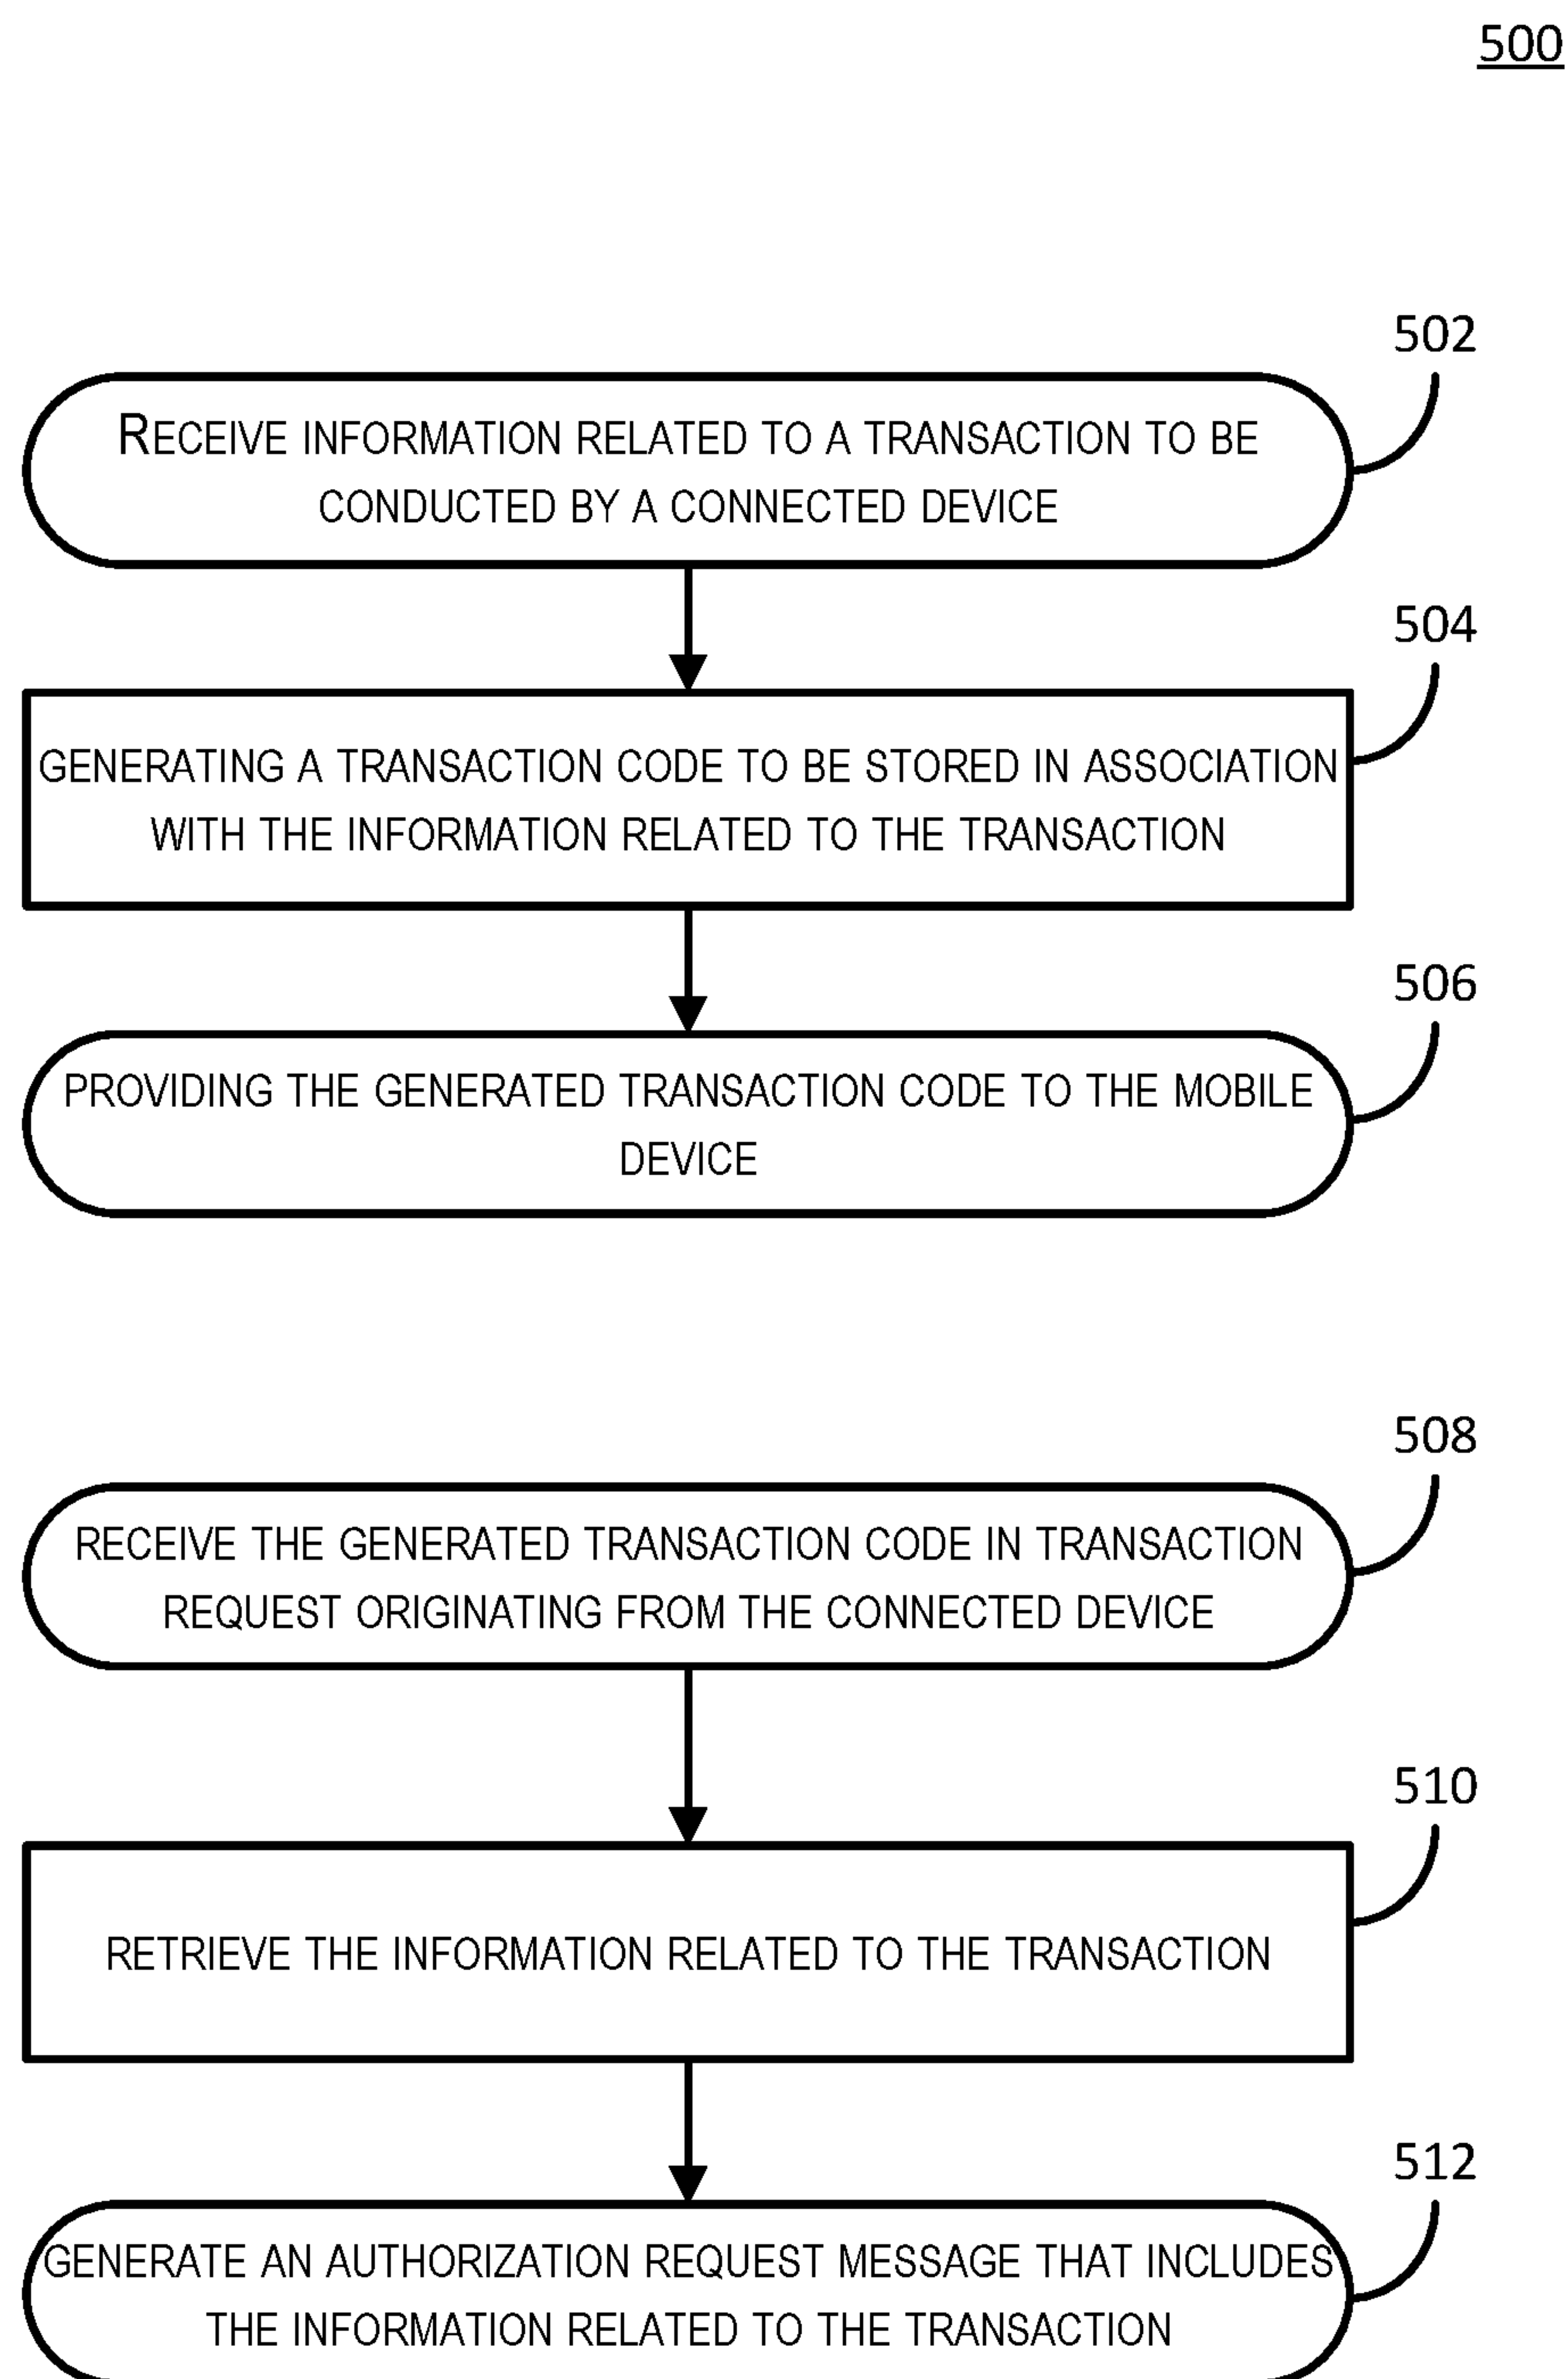 500
502
RECEIVE INFORMATION RELATED TO A TRANSACTION TO BE
CONDUCTED BY A CONNECTED DEVICE
504
GENERATING A TRANSACTION CODE TO BE STORED IN ASSOCIATION
WITH THE INFORMATION RELATED TO THE TRANSACTION
506
PROVIDING THE GENERATED TRANSACTION CODE TO THE MOBILE
DEVICE
508
RECEIVE THE GENERATED TRANSACTION CODE IN TRANSACTION
REQUEST ORIGINATING FROM THE CONNECTED DEVICE
510
RETRIEVE THE INFORMATION RELATED TO THE TRANSACTION
512
GENERATE AN AUTHORIZATION REQUEST MESSAGE THAT INCLUDES
THE INFORMATION RELATED TO THE TRANSACTION